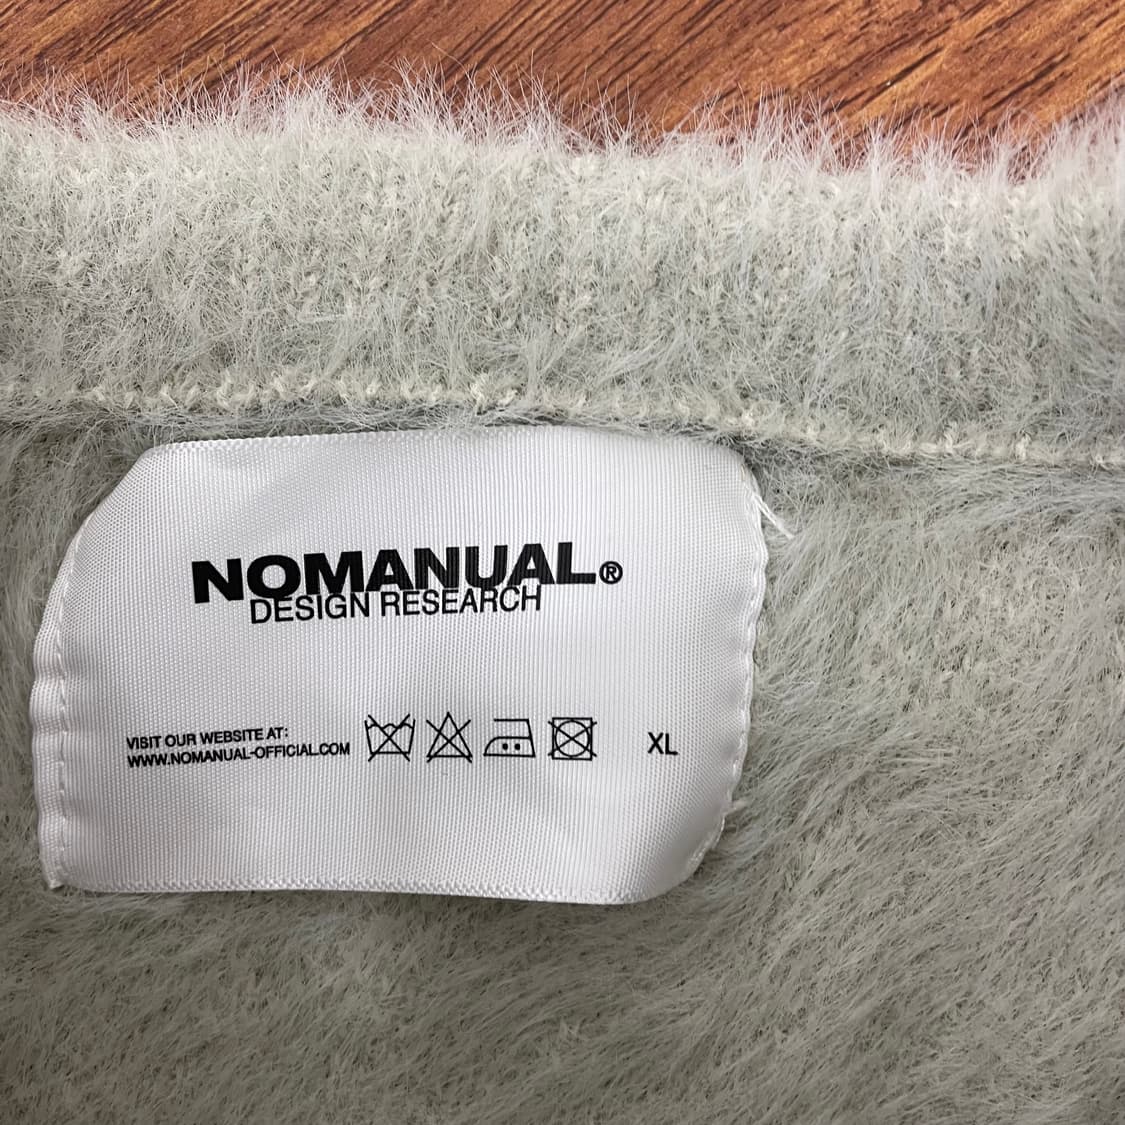 NOMANUAL®
DESIGN RESEARCH
VISIT OUR WEBSITE AT:
WWW.NOMANUAL-OFFICIAL.COM
XL